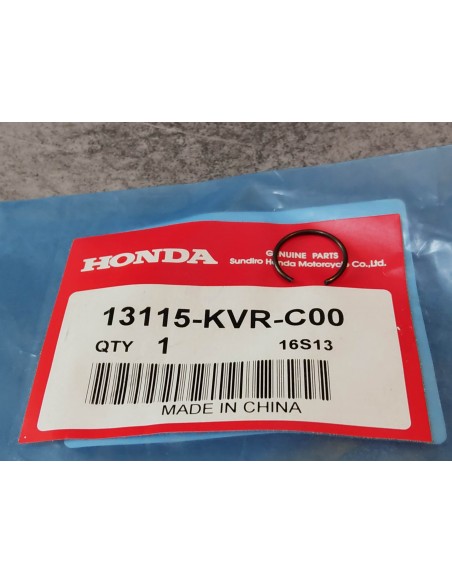 HONDA
GENUINE PARTS
Sundiro Honda Motorcycle Co.,Ltd.
13115-KVR-C00
QTY 1 16S13
MADE IN CHINA